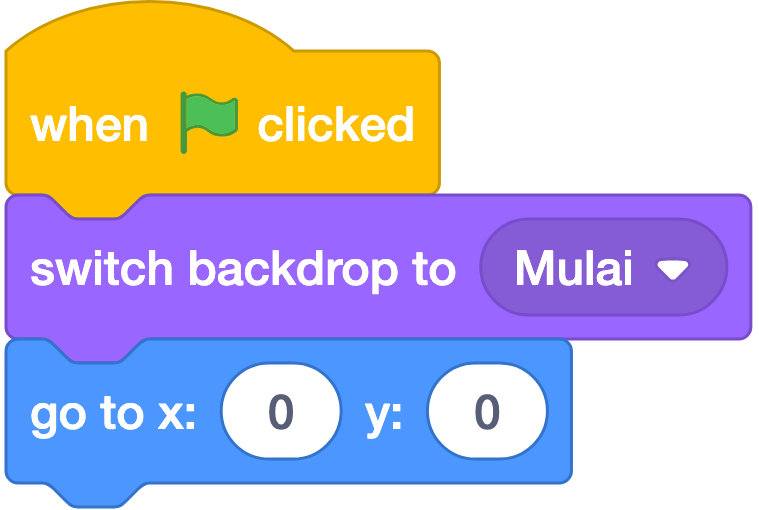 when clicked
switch backdrop to Mulai
go to x: 0 y: 0